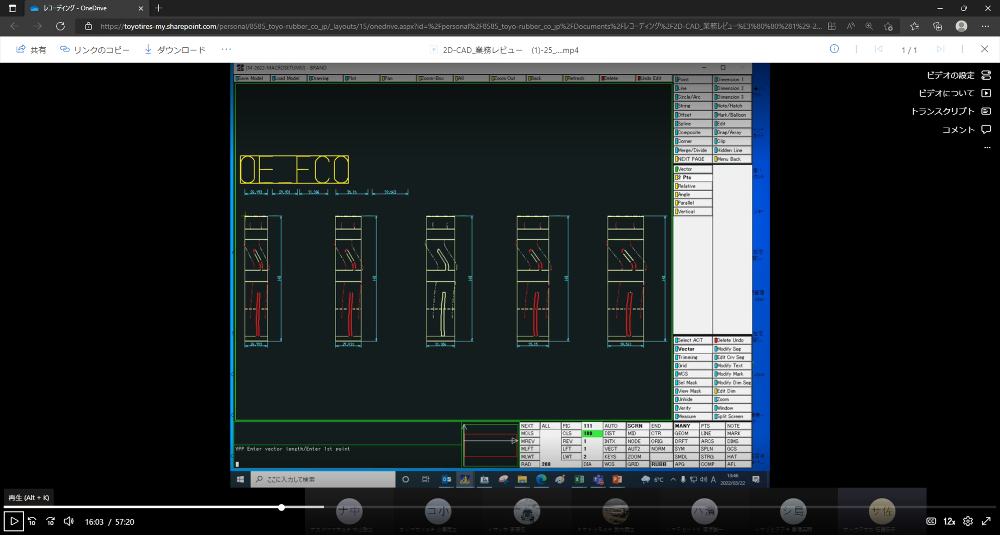 レコーディング - OneDrive
https://toyotires-my.sharepoint.com/personal/8585_toyo-rubber_co_jp/_layouts/15/onedrive.aspx?id=%2Fpersonal%2F8585_toyo-rubber_co_jp%2FDocuments%2Fレコーディング%2F2D-CAD_業務レビュー%E3%80%80%281%29-2...
共有 リンクのコピー ダウンロード ...
2D-CAD_業務レビュー (1)-25_....mp4
1 / 1
ビデオの設定
ビデオについて
トランスクリプト
コメント
[M-2622-MACROSETUMEI] - BRAND
Save Model Load Model Drawing Plot Pan Zoom-Box All Zoom Out Back Refresh Delete Undo Edit
Point Dimension 1
Line Dimension 2
Circle/Arc Dimension 3
String Note/Hatch
Offset Mark/Balloon
Spline Edit
Composite Drag/Array
Corner Clip
Merge/Divide Hidden Line
NEXT PAGE Menu Back
Vector
2 Pts
Relative
Angle
Parallel
Vertical
OE_FCO
24.793 27.931 31.384 35.15 39.543
140 140 140 140 140
24.793 27.931 31.384 35.15 39.543
Select ACT Delete Undo
Vector Modify Seg
Trimming Edit Crv Seg
Grid Modify Text
WCS Modify Mark
Sel Mask Modify Dim Seg
View Mask Edit Dim
Unhide Zoom
Verify Window
Measure Split Screen
NEXT ALL PIC 111 AUTO SCRN END MANY PTS NOTE
MCLS CLS 100 DIST MID CTR GEOM LINE MARK
MREV REV 1 INTX NODE ORIG DRFT ARCS DIMS
MLFT LFT 1 VECT AUT2 NORM SYM SPLN GCS
MLWT LWT 2 KEYS ZOOM SMDL STRG HAT
RAD 200 DIA WCS GRID RUBB APG COMP AFL
VPP Enter vector length/Enter 1st point
ここに入力して検索
6°C
A
13:46
2022/03/22
再生 (Alt + K)
ナ中 コ小 ハ濱 シ島 サ佐
16:03 / 57:20
10 10
CC 1.2x